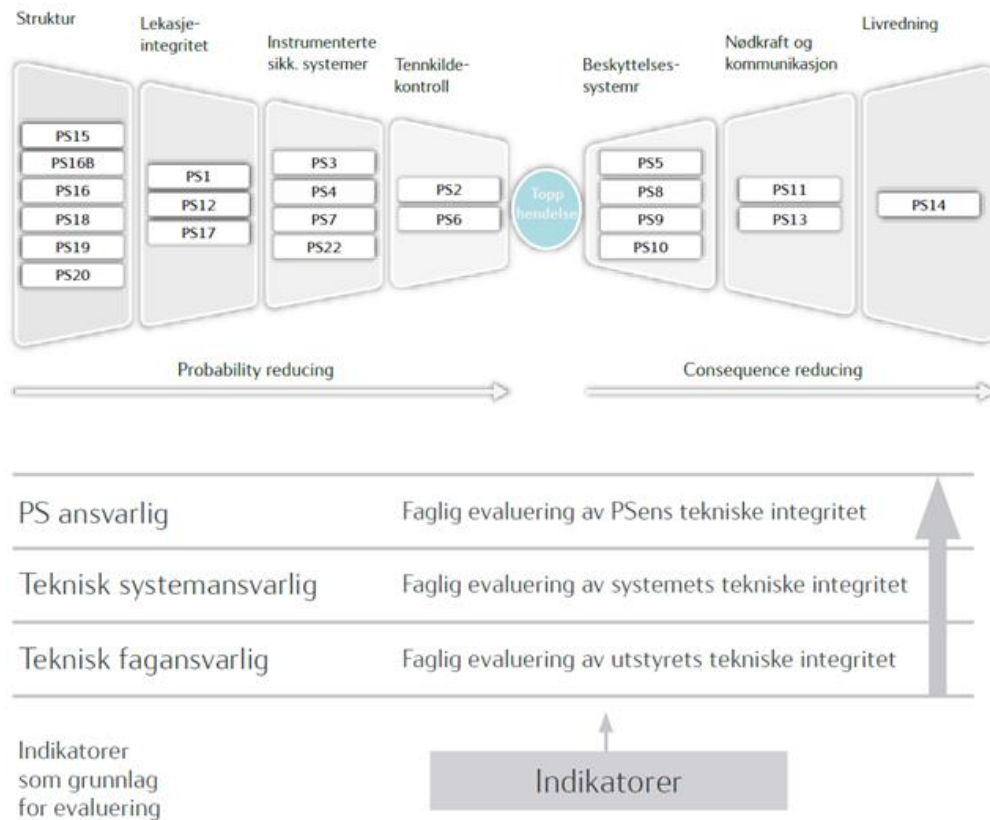 Struktur
Lekasje-
integritet
Instrumenterte
sikk. systemer
Tennkilde-
kontroll
Beskyttelses-
systemr
Nødkraft og
kommunikasjon
Livredning
PS15
PS16B
PS16
PS18
PS19
PS20
PS1
PS12
PS17
PS3
PS4
PS7
PS22
PS2
PS6
Topp
hendelse
PS5
PS8
PS9
PS10
PS11
PS13
PS14
Probability reducing
Consequence reducing
PS ansvarlig
Faglig evaluering av PSens tekniske integritet
Teknisk systemansvarlig
Faglig evaluering av systemets tekniske integritet
Teknisk fagansvarlig
Faglig evaluering av utstyrets tekniske integritet
Indikatorer
som grunnlag
for evaluering
Indikatorer